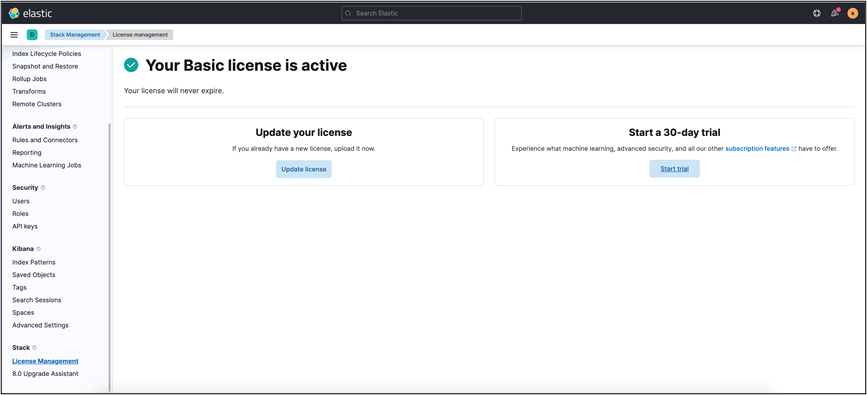 elastic
Search Elastic
D
Stack Management
License management
Index Lifecycle Policies
Snapshot and Restore
Rollup Jobs
Transforms
Remote Clusters
Alerts and Insights
Rules and Connectors
Reporting
Machine Learning Jobs
Security
Users
Roles
API keys
Kibana
Index Patterns
Saved Objects
Tags
Search Sessions
Spaces
Advanced Settings
Stack
License Management
8.0 Upgrade Assistant
Your Basic license is active
Your license will never expire.
Update your license
If you already have a new license, upload it now.
Update license
Start a 30-day trial
Experience what machine learning, advanced security, and all our other subscription features have to offer.
Start trial